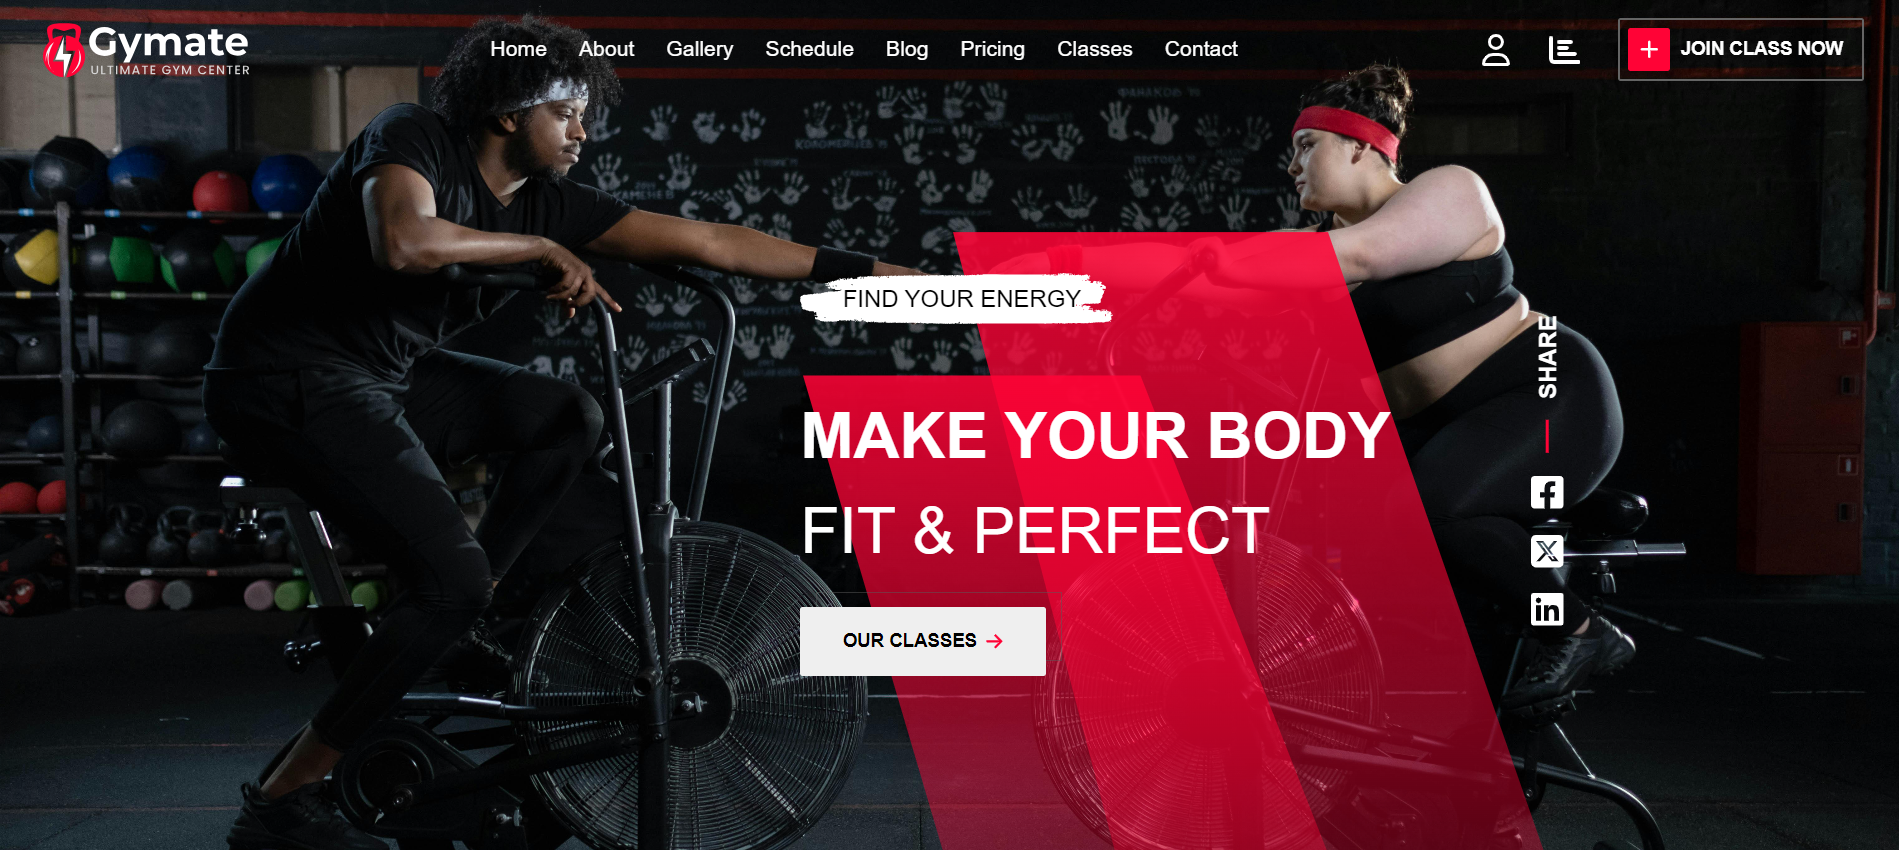 Gymate
ULTIMATE GYM CENTER
Home About Gallery Schedule Blog Pricing Classes Contact
JOIN CLASS NOW
FIND YOUR ENERGY
MAKE YOUR BODY
FIT & PERFECT
OUR CLASSES
SHARE